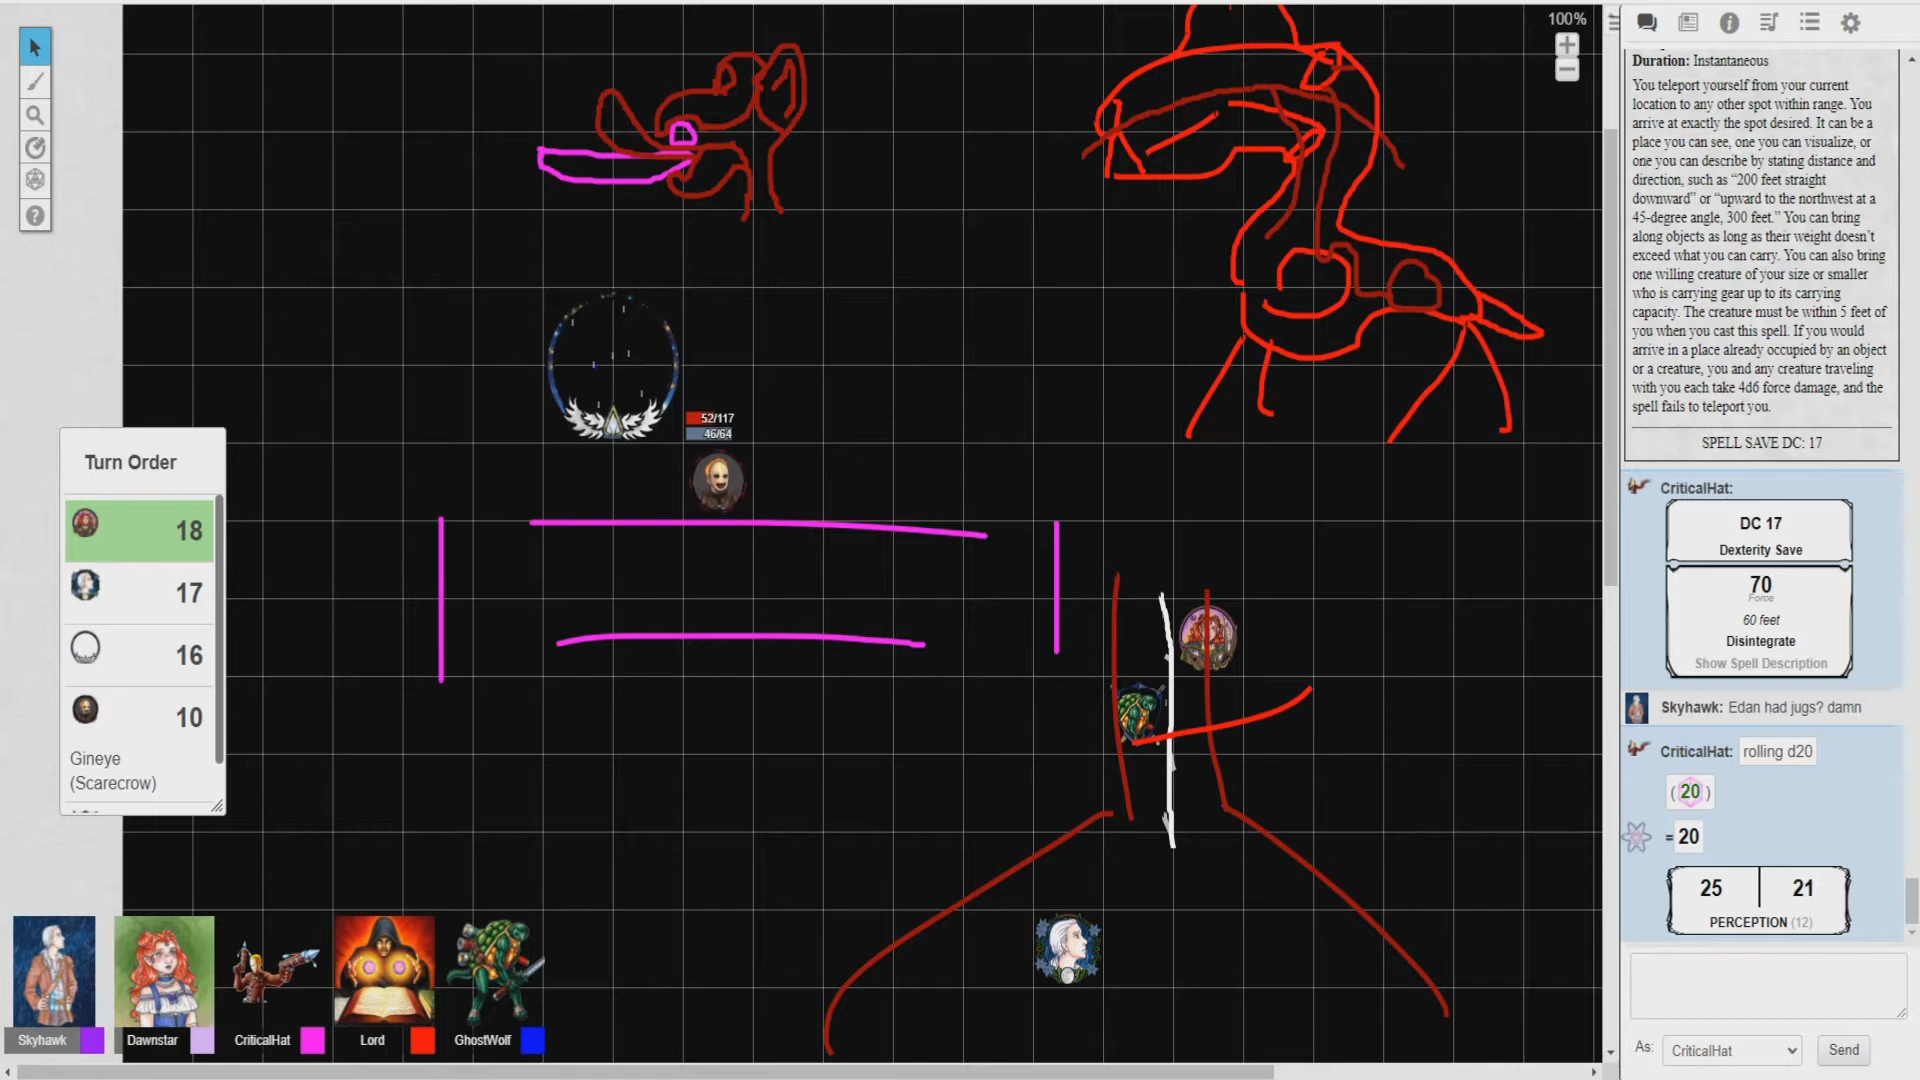 100%
52/117
46/64
Turn Order
18
17
16
10
Gineye
(Scarecrow)
Skyhawk
Dawnstar
CriticalHat
Lord
GhostWolf
Duration: Instantaneous
You teleport yourself from your current
location to any other spot within range. You
arrive at exactly the spot desired. It can be a
place you can see, one you can visualize, or
one you can describe by stating distance and
direction, such as “200 feet straight
downward” or “upward to the northwest at a
45-degree angle, 300 feet.” You can bring
along objects as long as their weight doesn’t
exceed what you can carry. You can also bring
one willing creature of your size or smaller
who is carrying gear up to its carrying
capacity. The creature must be within 5 feet of
you when you cast this spell. If you would
arrive in a place already occupied by an object
or a creature, you and any creature traveling
with you each take 4d6 force damage, and the
spell fails to teleport you.
SPELL SAVE DC: 17
CriticalHat:
DC 17
Dexterity Save
70
Force
60 feet
Disintegrate
Show Spell Description
Skyhawk: Edan had jugs? damn
CriticalHat: rolling d20
(20)
=20
25 21
PERCEPTION (12)
As: CriticalHat Send